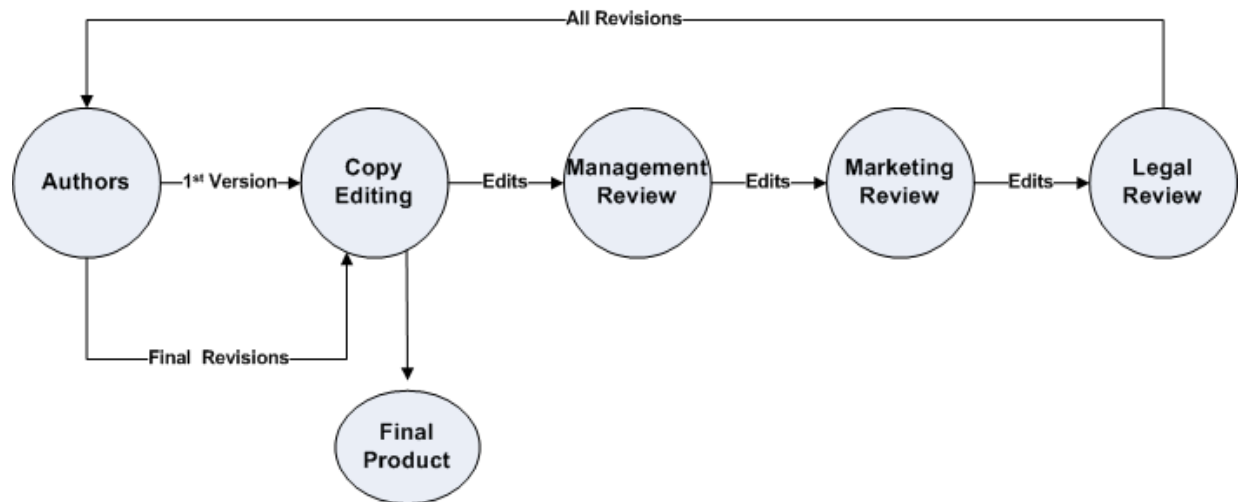 All Revisions
Authors
1st Version
Copy
Editing
Edits
Management
Review
Edits
Marketing
Review
Edits
Legal
Review
Final Revisions
Final
Product